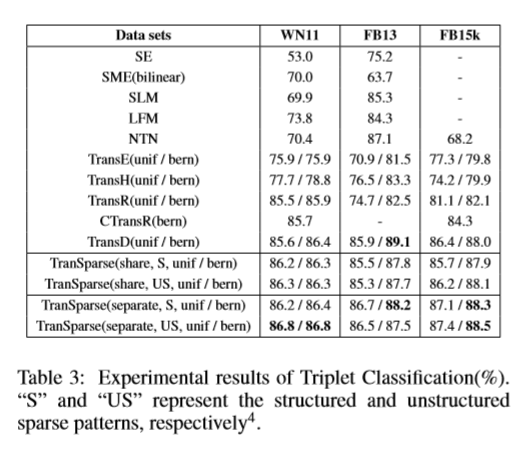 Data sets WN11 FB13 FB15k
SE 53.0 75.2 -
SME(bilinear) 70.0 63.7 -
SLM 69.9 85.3 -
LFM 73.8 84.3 -
NTN 70.4 87.1 68.2
TransE(unif / bern) 75.9 / 75.9 70.9 / 81.5 77.3 / 79.8
TransH(unif / bern) 77.7 / 78.8 76.5 / 83.3 74.2 / 79.9
TransR(unif / bern) 85.5 / 85.9 74.7 / 82.5 81.1 / 82.1
CTransR(bern) 85.7 - 84.3
TransD(unif / bern) 85.6 / 86.4 85.9 / 89.1 86.4 / 88.0
TranSparse(share, S, unif / bern) 86.2 / 86.3 85.5 / 87.8 85.7 / 87.9
TranSparse(share, US, unif / bern) 86.3 / 86.3 85.3 / 87.7 86.2 / 88.1
TranSparse(separate, S, unif / bern) 86.2 / 86.4 86.7 / 88.2 87.1 / 88.3
TranSparse(separate, US, unif / bern) 86.8 / 86.8 86.5 / 87.5 87.4 / 88.5
Table 3: Experimental results of Triplet Classification(%).
“S” and “US” represent the structured and unstructured
sparse patterns, respectively⁴.